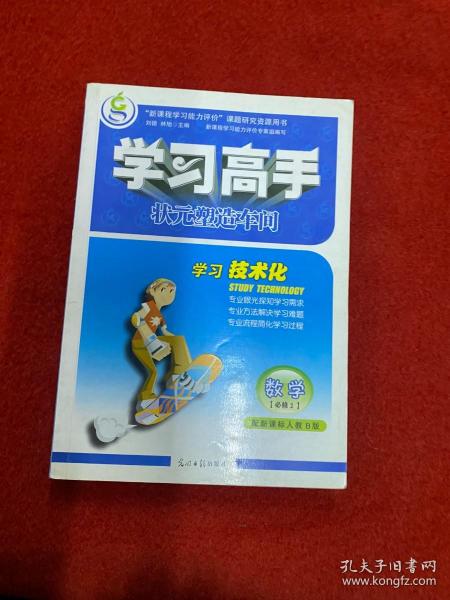 “新课程学习能力评价”课题研究资源用书
刘锐 林旭/主编 新课程学习能力评价专家组编写
学习高手
状元塑造车间
学习 技术化
STUDY TECHNOLOGY
专业眼光探知学习需求
专业方法解决学习难题
专业流程简化学习过程
数学
【必修2】
配新课标人教B版
光明日报出版社
孔夫子旧书网
www.kongfz.com